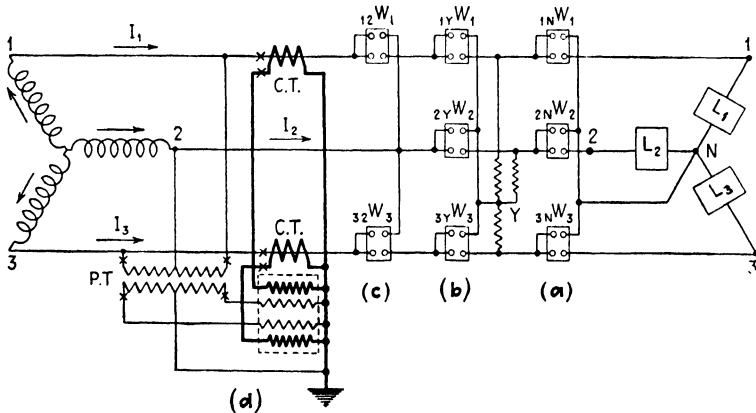 1 I₁ C.T. ₁₂W₁ ₁YW₁ ₁NW₁ 1
2 I₂ ₂YW₂ ₂NW₂ 2 L₁ L₂ N L₃
3 I₃ C.T. ₃₂W₃ ₃YW₃ Y ₃NW₃ 3
P.T
(c) (b) (a)
(d)